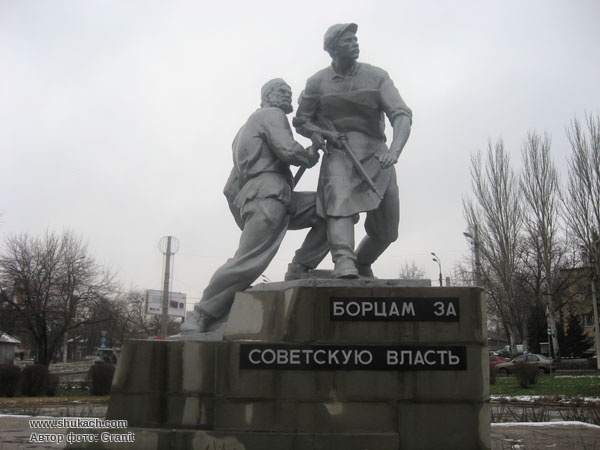 БОРЦАМ ЗА
СОВЕТСКУЮ ВЛАСТЬ
www.shukach.com
Автор фото: Granit